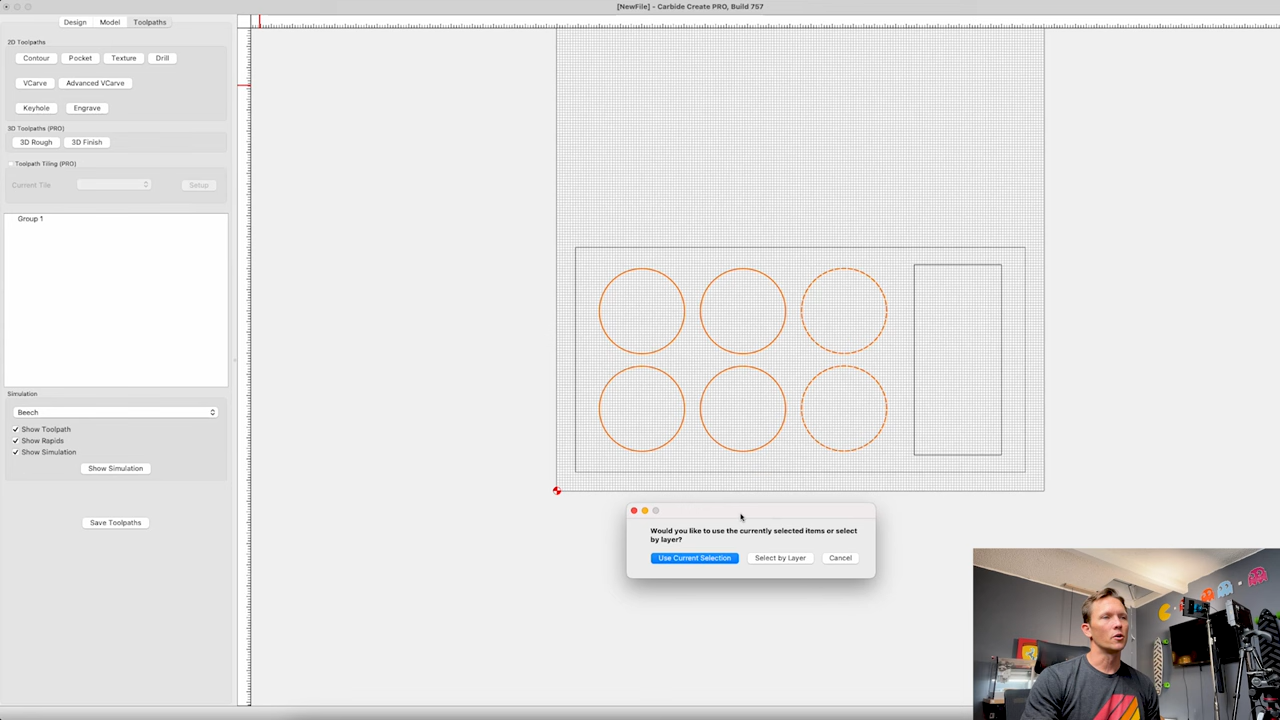 [NewFile] - Carbide Create PRO, Build 757
Design Model Toolpaths
2D Toolpaths
Contour Pocket Texture Drill
VCarve Advanced VCarve
Keyhole Engrave
3D Toolpaths (PRO)
3D Rough 3D Finish
Toolpath Tiling (PRO)
Current Tile Setup
Group 1
Simulation
Beech
Show Toolpath
Show Rapids
Show Simulation
Show Simulation
Save Toolpaths
Would you like to use the currently selected items or select
by layer?
Use Current Selection Select by Layer Cancel